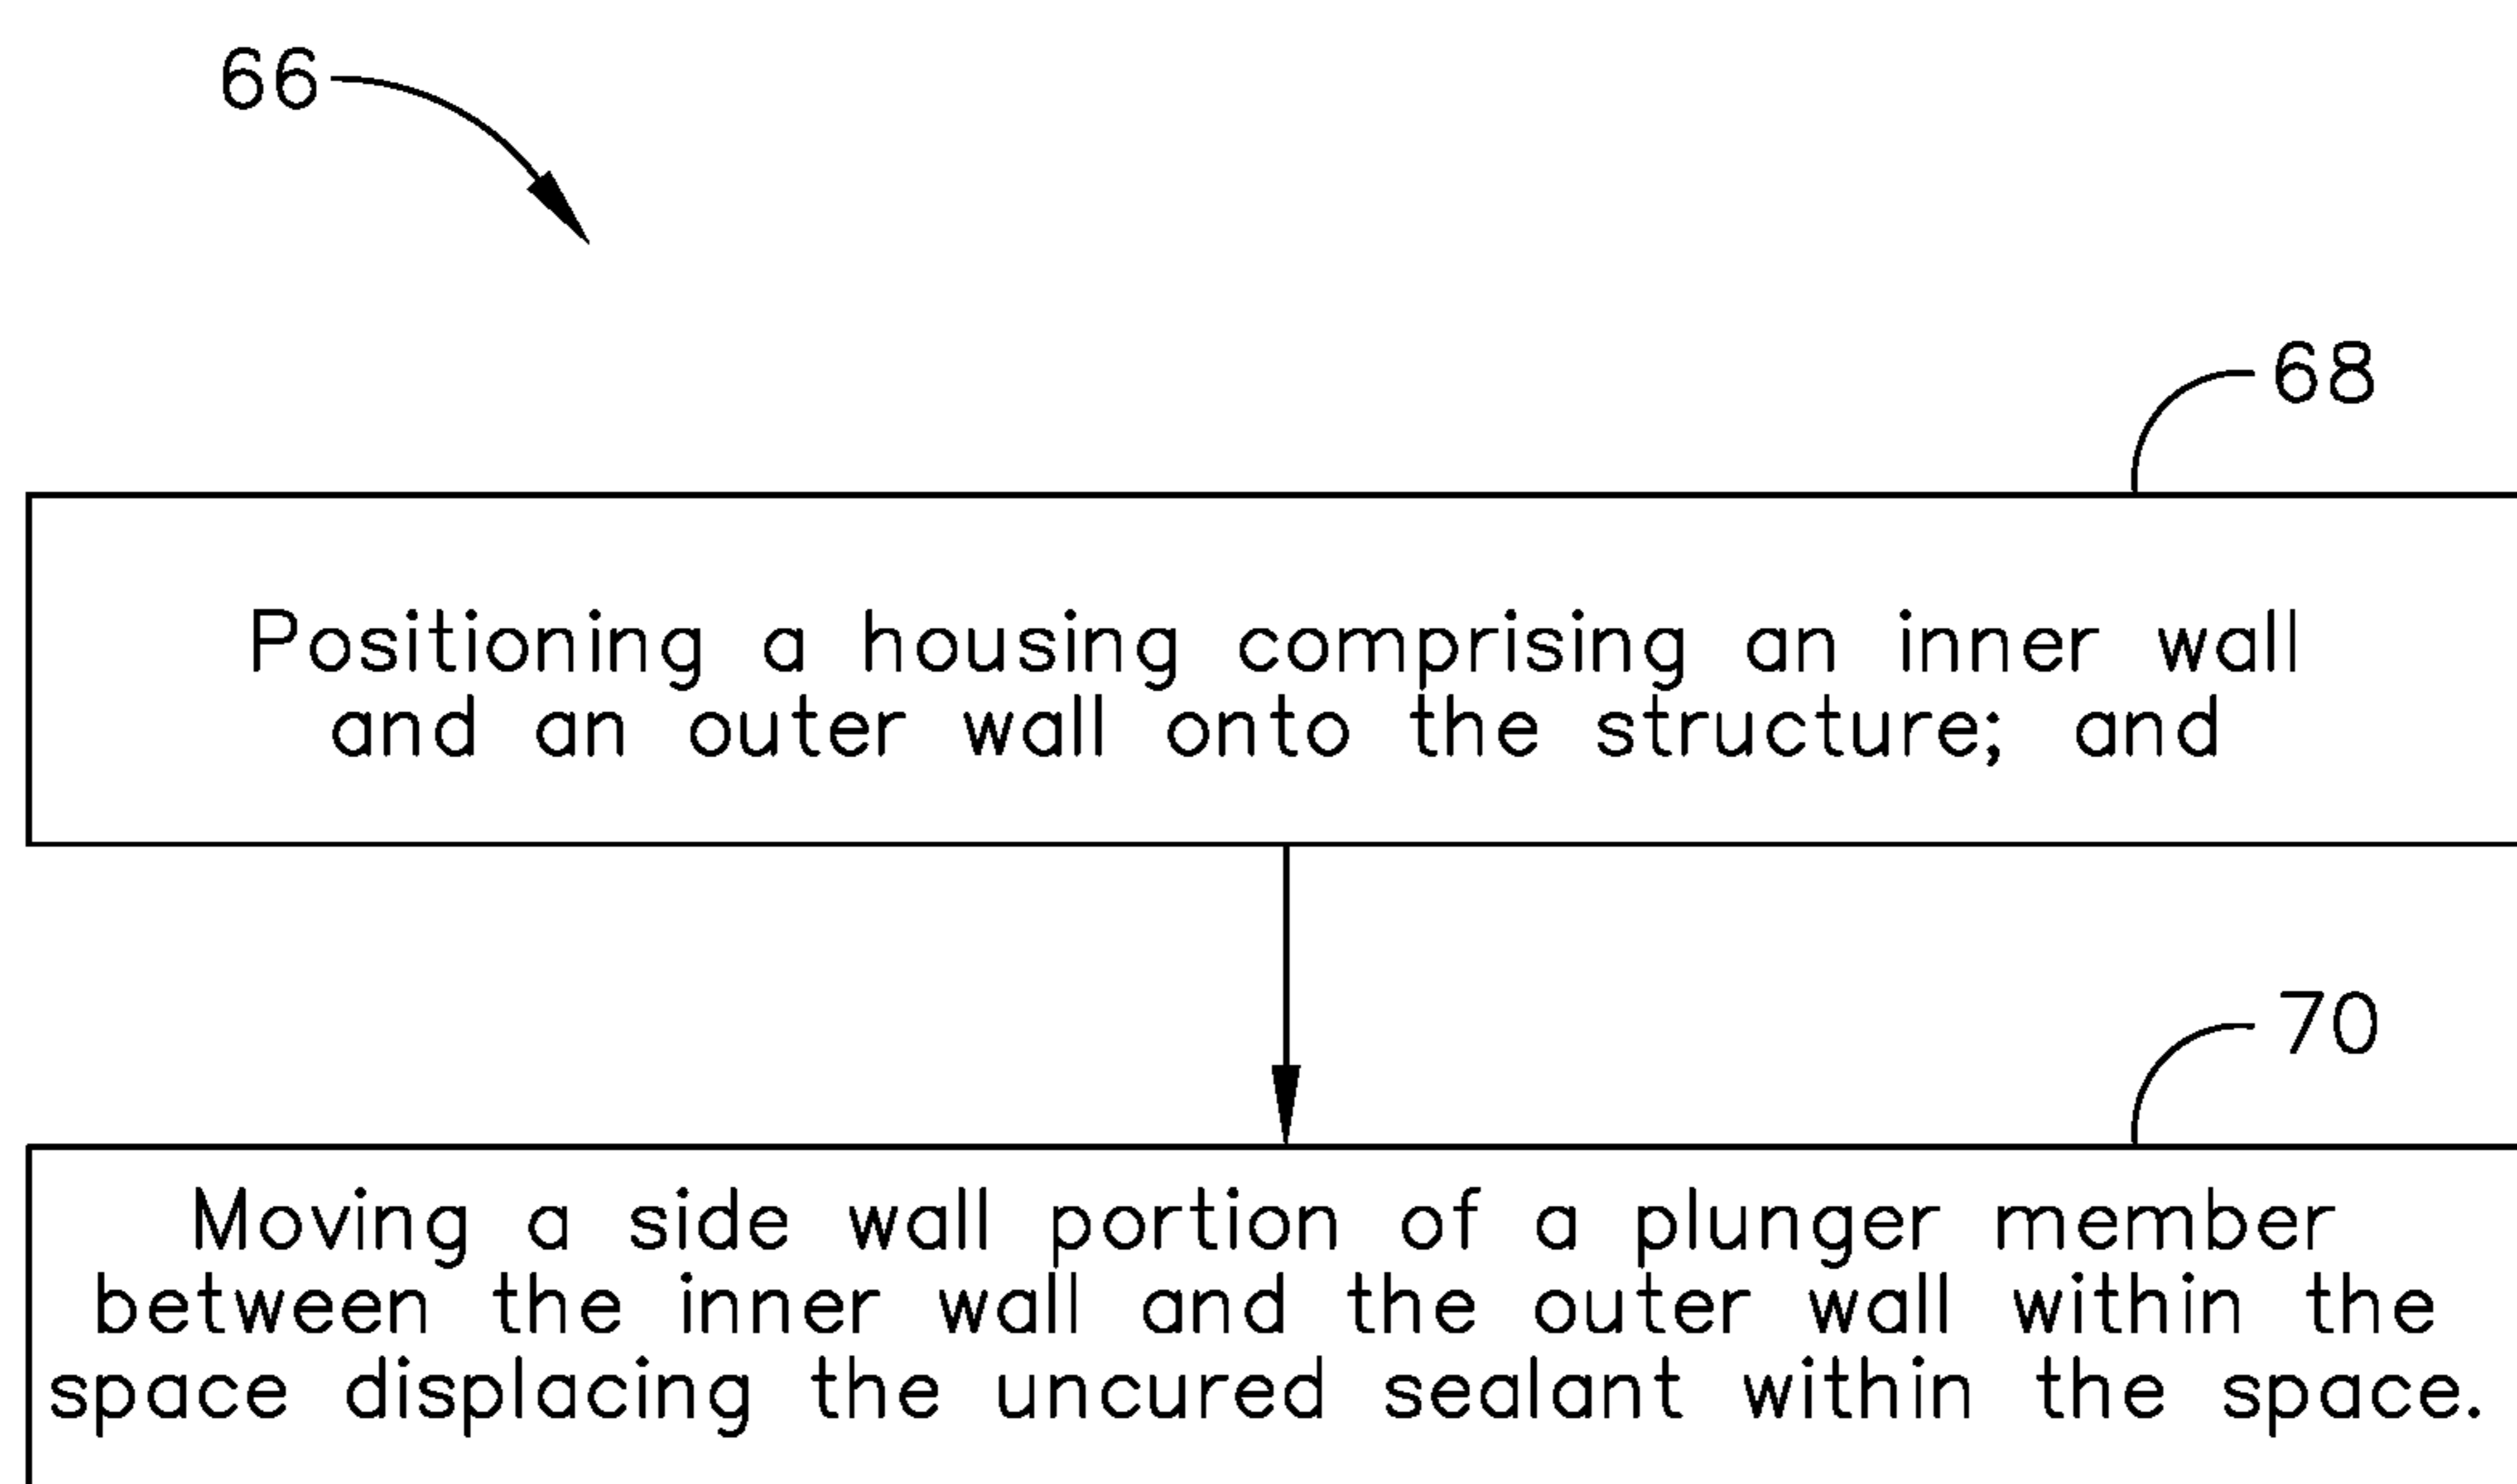 66
68
Positioning a housing comprising an inner wall
and an outer wall onto the structure; and
70
Moving a side wall portion of a plunger member
between the inner wall and the outer wall within the
space displacing the uncured sealant within the space.